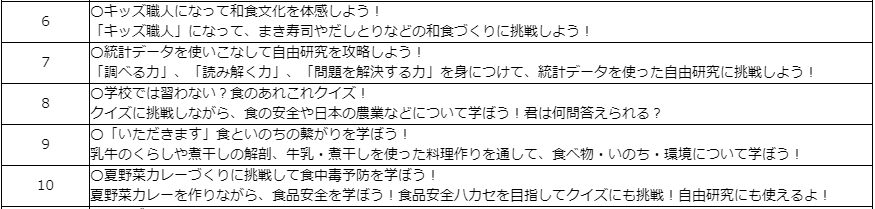 6
○キッズ職人になって和食文化を体感しよう！
「キッズ職人」になって、まき寿司やだしとりなどの和食づくりに挑戦しよう！
7
○統計データを使いこなして自由研究を攻略しよう！
「調べる力」、「読み解く力」、「問題を解決する力」を身につけて、統計データを使った自由研究に挑戦しよう！
8
○学校では習わない？食のあれこれクイズ！
クイズに挑戦しながら、食の安全や日本の農業などについて学ぼう！君は何問答えられる？
9
○「いただきます」食といのちの繋がりを学ぼう！
乳牛のくらしや煮干しの解剖、牛乳・煮干しを使った料理作りを通して、食べ物・いのち・環境について学ぼう！
10
○夏野菜カレーづくりに挑戦して食中毒予防を学ぼう！
夏野菜カレーを作りながら、食品安全を学ぼう！食品安全ハカセを目指してクイズにも挑戦！自由研究にも使えるよ！